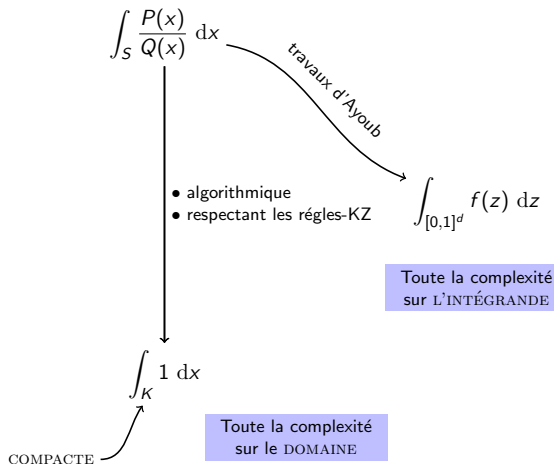 ∫_S P(x)/Q(x) dx
travaux d'Ayoub
• algorithmique
• respectant les régles-KZ
∫_{[0,1]^d} f(z) dz
Toute la complexité
sur L'INTÉGRANDE
∫_K 1 dx
Toute la complexité
sur le DOMAINE
COMPACTE